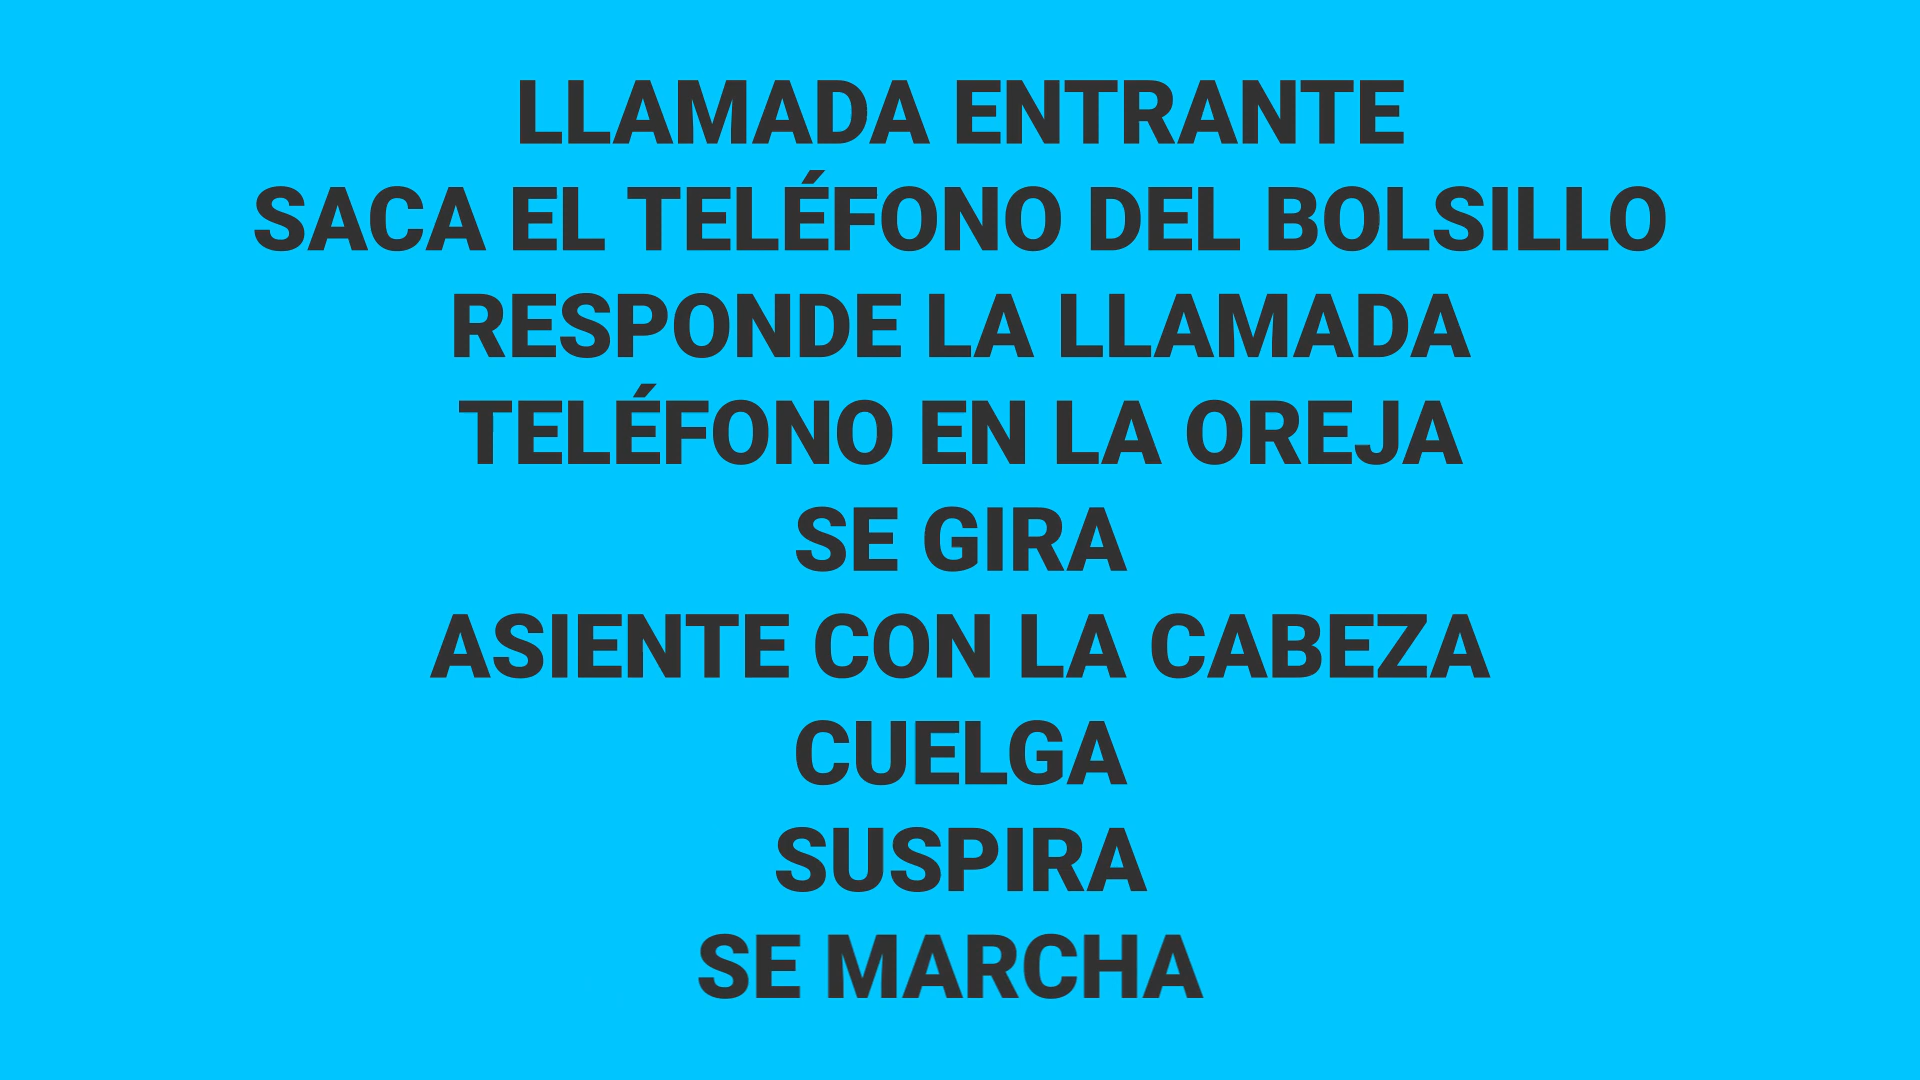 LLAMADA ENTRANTE
SACA EL TELÉFONO DEL BOLSILLO
RESPONDE LA LLAMADA
TELÉFONO EN LA OREJA
SE GIRA
ASIENTE CON LA CABEZA
CUELGA
SUSPIRA
SE MARCHA